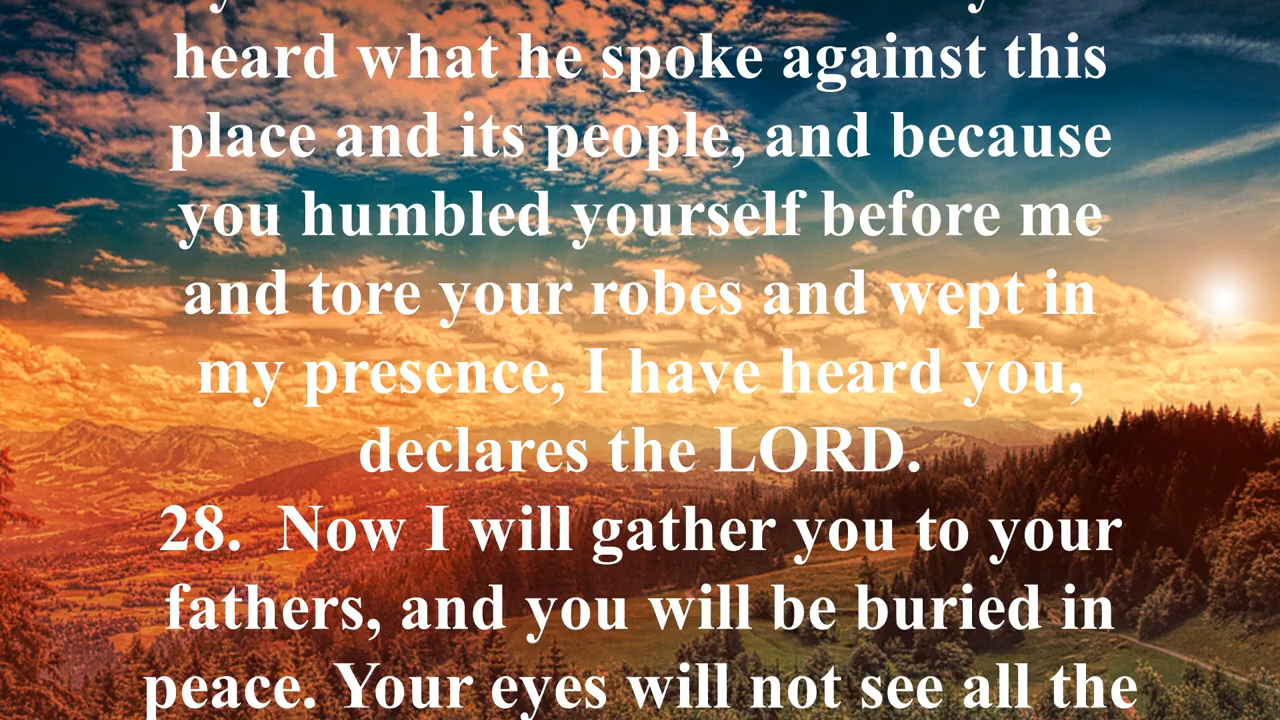 heard what he spoke against this
place and its people, and because
you humbled yourself before me
and tore your robes and wept in
my presence, I have heard you,
declares the LORD.
28. Now I will gather you to your
fathers, and you will be buried in
peace. Your eyes will not see all the